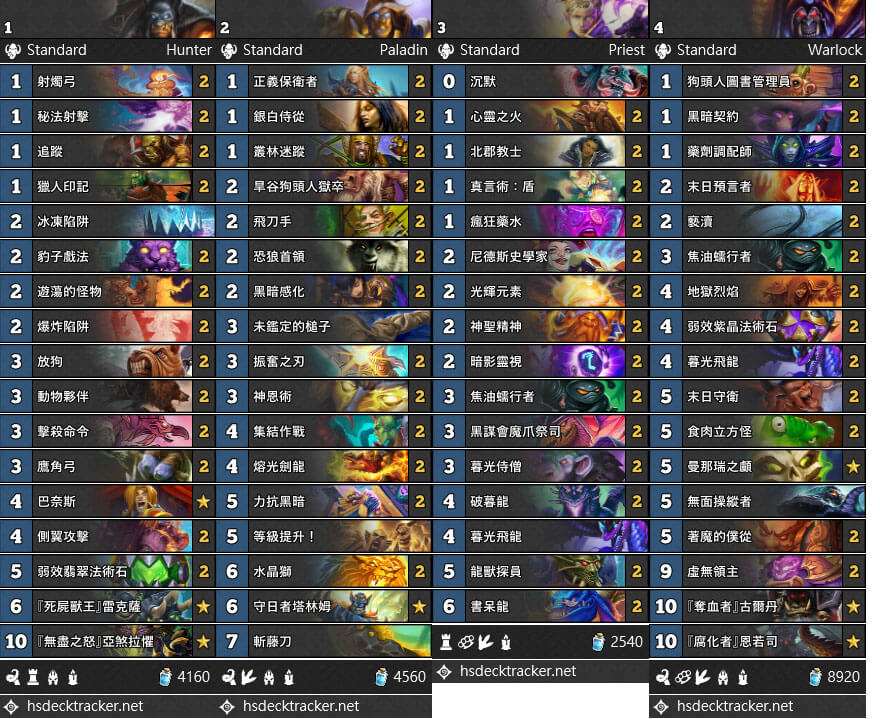 1
Standard Hunter
1 射燭弓 2
1 秘法射擊 2
1 追蹤 2
1 獵人印記 2
2 冰凍陷阱
2 豹子戲法 2
2 遊蕩的怪物 2
2 爆炸陷阱 2
3 放狗 2
3 動物夥伴 2
3 擊殺命令 2
3 鷹角弓 2
4 巴奈斯 ★
4 側翼攻擊 2
5 弱效翡翠法術石 2
6 『死屍獸王』雷克薩 ★
10 『無盡之怒』亞煞拉懼 ★
4160
hsdecktracker.net
2
Standard Paladin
1 正義保衛者 2
1 銀白侍從 2
1 叢林迷蹤 2
2 旱谷狗頭人獄卒 2
2 飛刀手 2
2 恐狼首領 2
2 黑暗感化 2
3 未鑑定的槌子
3 振奮之刃 2
3 神恩術 2
4 集結作戰 2
4 熔光劍龍 2
5 力抗黑暗 2
5 等級提升！
6 水晶獅 2
6 守日者塔林姆 ★
7 斬藤刀
4560
hsdecktracker.net
3
Standard Priest
0 沉默
1 心靈之火 2
1 北郡教士 2
1 真言術：盾 2
1 瘋狂藥水 2
2 尼德斯史學家 2
2 光輝元素 2
2 神聖精神 2
2 暗影靈視 2
3 焦油蠕行者 2
3 黑謀會魔爪祭司 2
3 暮光侍僧 2
4 破暮龍 2
4 暮光飛龍
5 龍獸探員 2
6 書呆龍 2
2540
hsdecktracker.net
4
Standard Warlock
1 狗頭人圖書管理員 2
1 黑暗契約 2
1 藥劑調配師 2
2 末日預言者 2
2 褻瀆 2
3 焦油蠕行者 2
4 地獄烈焰 2
4 弱效紫晶法術石 2
4 暮光飛龍 2
5 末日守衛 2
5 食肉立方怪 2
5 曼那瑞之顱 ★
5 無面操縱者
5 著魔的僕從 2
9 虛無領主 2
10 『奪血者』古爾丹 ★
10 『腐化者』恩若司 ★
8920
hsdecktracker.net